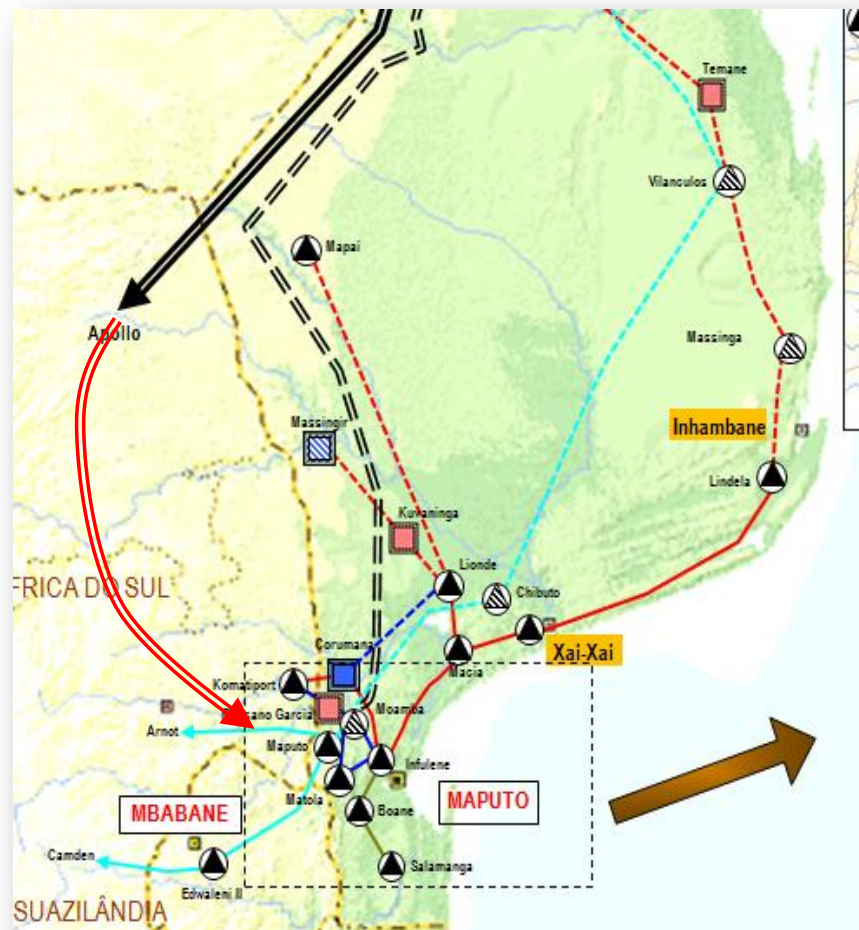 Temane
Vilanculos
Mapai
Apollo
Massinga
Inhambane
Massingir
Lindela
Kuvaninga
Lionde
FRICA DO SUL
Chibuto
Corumana
Xai-Xai
Macia
Komatiport
Garcia
Moamba
Arnot
Maputo
Infulene
Matola
MBABANE
MAPUTO
Boane
Camden
Salamanga
Edwaleni II
SUAZILÂNDIA